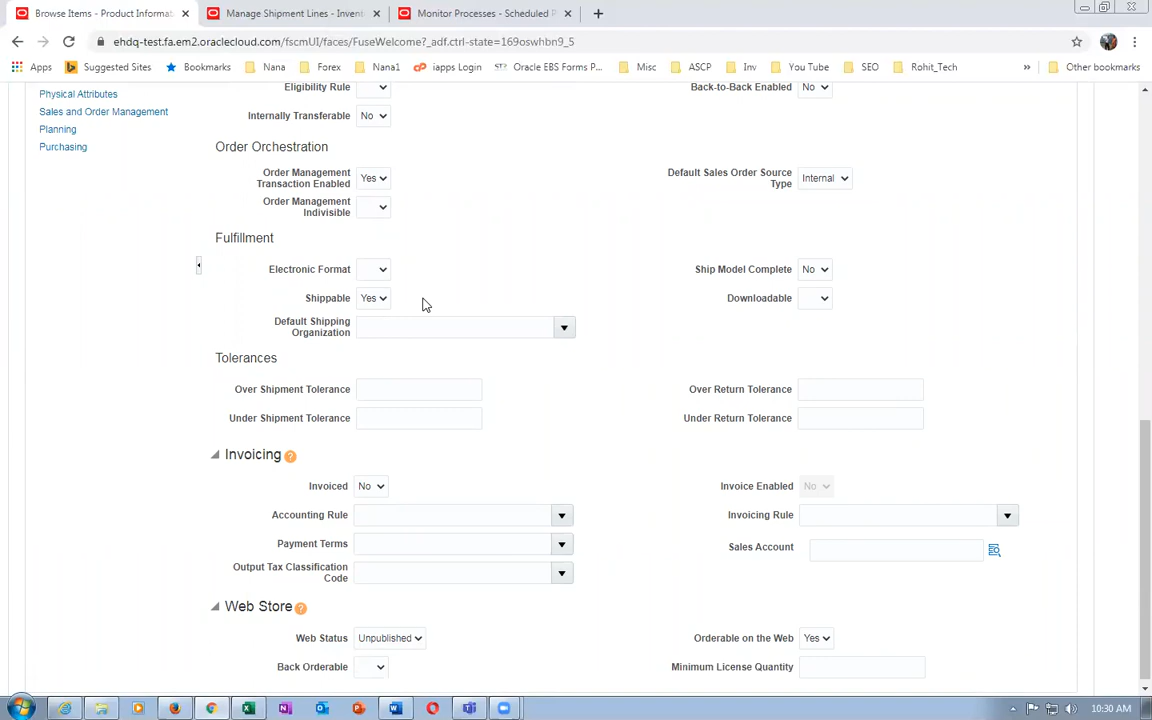 Browse Items - Product Informat
Manage Shipment Lines - Invent
Monitor Processes - Scheduled P
ehdq-test.fa.em2.oraclecloud.com/fscmUI/faces/FuseWelcome?_adf.ctrl-state=169oswhbn9_5
Apps Suggested Sites Bookmarks Nana Forex Nana1 iapps Login Oracle EBS Forms P... Misc ASCP Inv You Tube SEO Rohit_Tech » Other bookmarks
Physical Attributes
Sales and Order Management
Planning
Purchasing
Eligibility Rule
Back-to-Back Enabled No
Internally Transferable No
Order Orchestration
Order Management
Transaction Enabled Yes
Default Sales Order Source
Type Internal
Order Management
Indivisible
Fulfillment
Electronic Format
Ship Model Complete No
Shippable Yes
Downloadable
Default Shipping
Organization
Tolerances
Over Shipment Tolerance
Over Return Tolerance
Under Shipment Tolerance
Under Return Tolerance
Invoicing ?
Invoiced No
Invoice Enabled No
Accounting Rule
Invoicing Rule
Payment Terms
Sales Account
Output Tax Classification
Code
Web Store ?
Web Status Unpublished
Orderable on the Web Yes
Back Orderable
Minimum License Quantity
10:30 AM